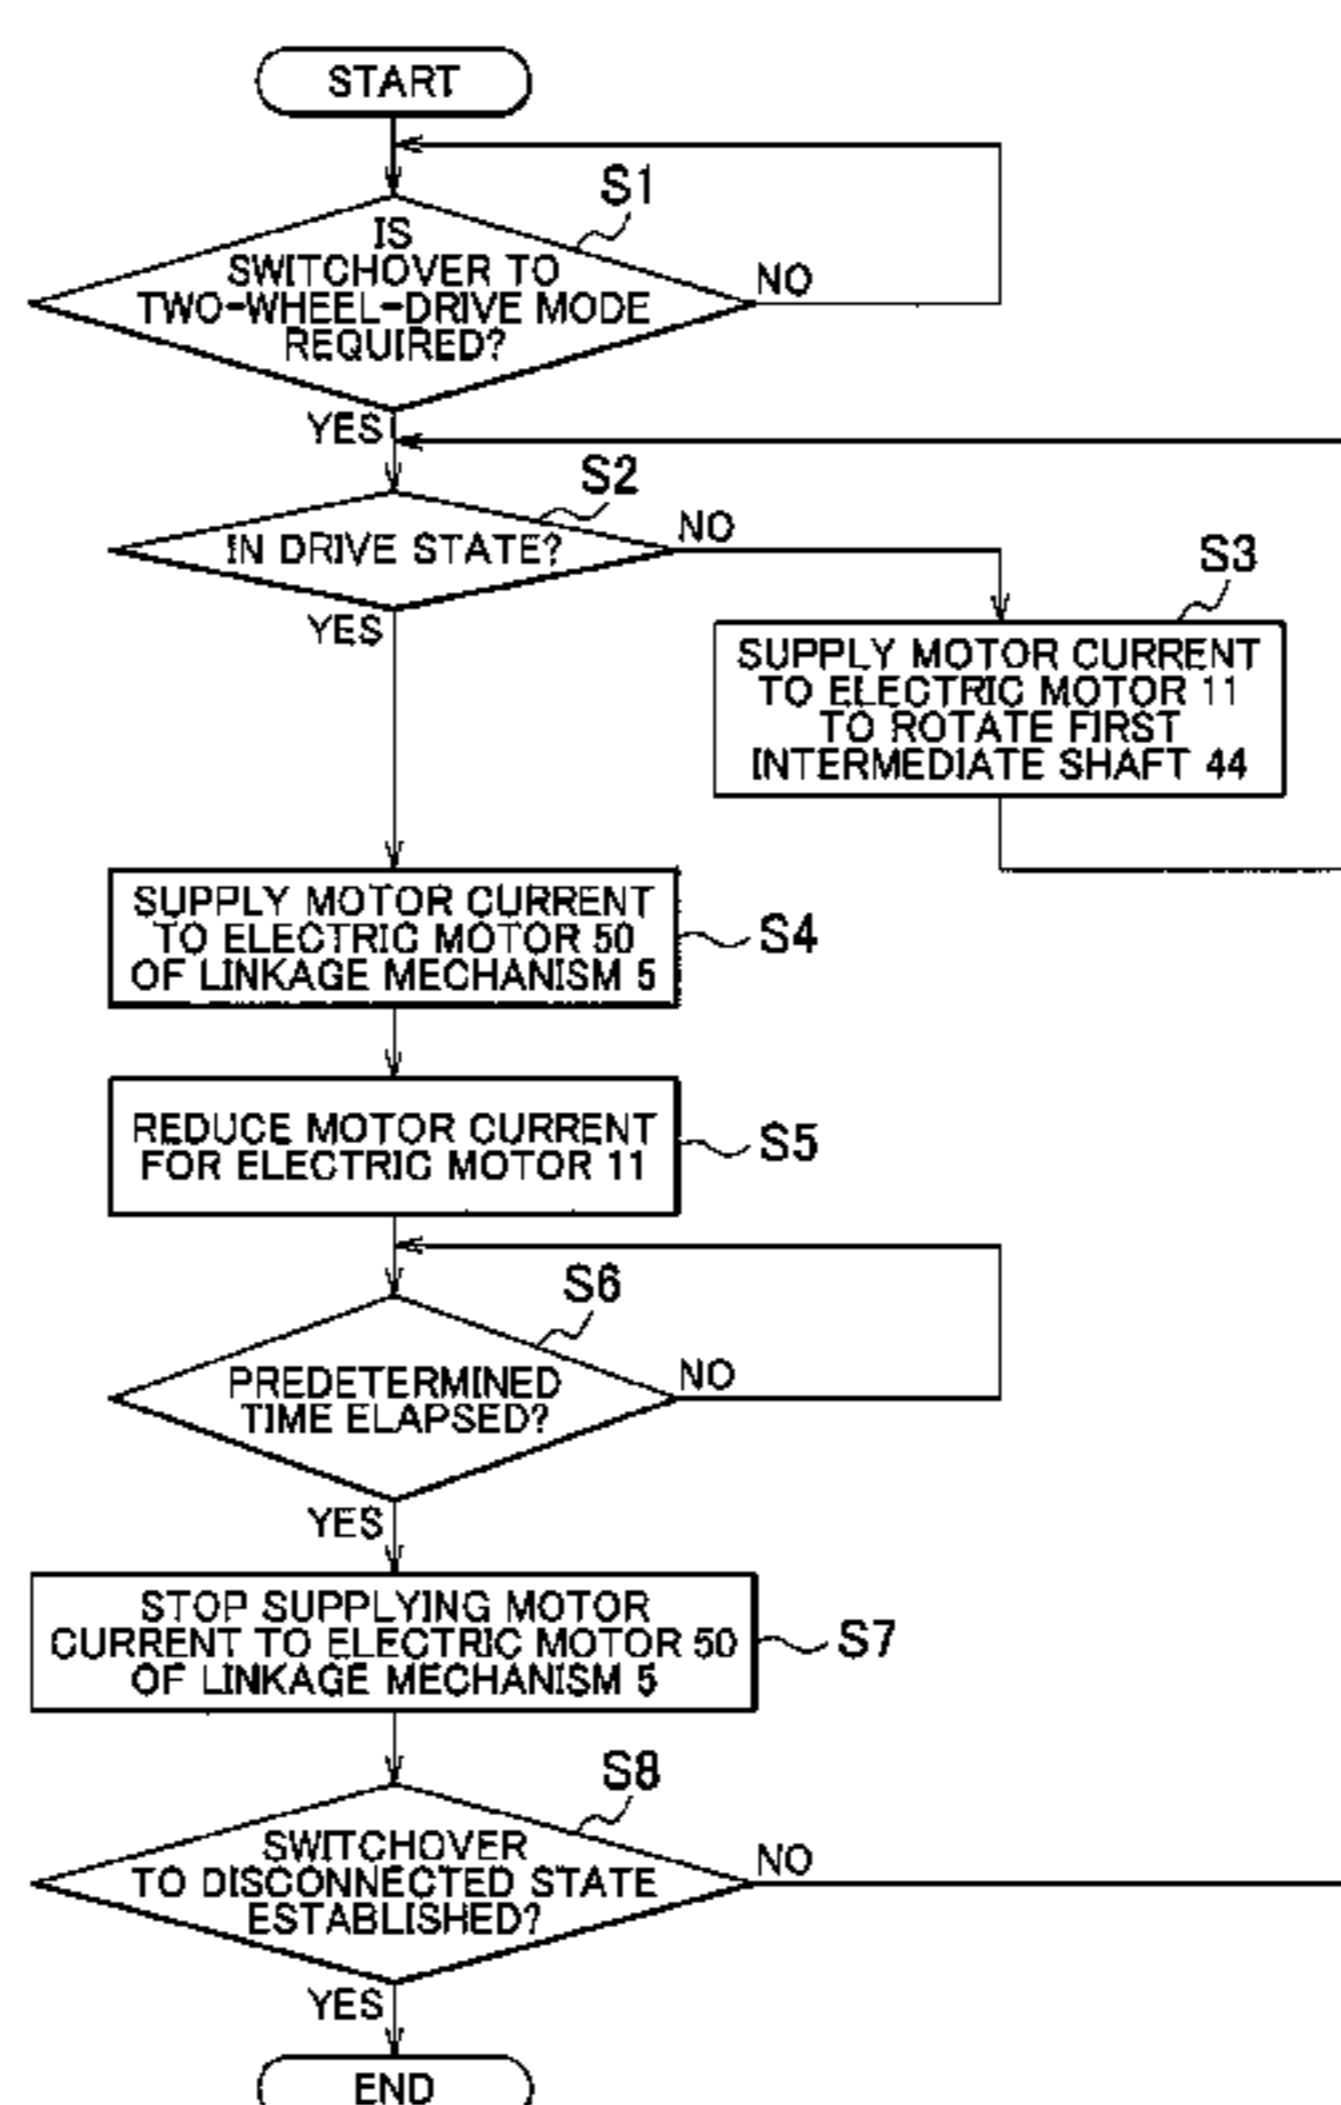 START
S1
IS
SWITCHOVER TO
TWO-WHEEL-DRIVE MODE
REQUIRED?
NO
YES
S2
IN DRIVE STATE?
NO
YES
S3
SUPPLY MOTOR CURRENT
TO ELECTRIC MOTOR 11
TO ROTATE FIRST
INTERMEDIATE SHAFT 44
SUPPLY MOTOR CURRENT
TO ELECTRIC MOTOR 50
OF LINKAGE MECHANISM 5
S4
REDUCE MOTOR CURRENT
FOR ELECTRIC MOTOR 11
S5
S6
PREDETERMINED
TIME ELAPSED?
NO
YES
STOP SUPPLYING MOTOR
CURRENT TO ELECTRIC MOTOR 50
OF LINKAGE MECHANISM 5
S7
S8
SWITCHOVER
TO DISCONNECTED STATE
ESTABLISHED?
NO
YES
END